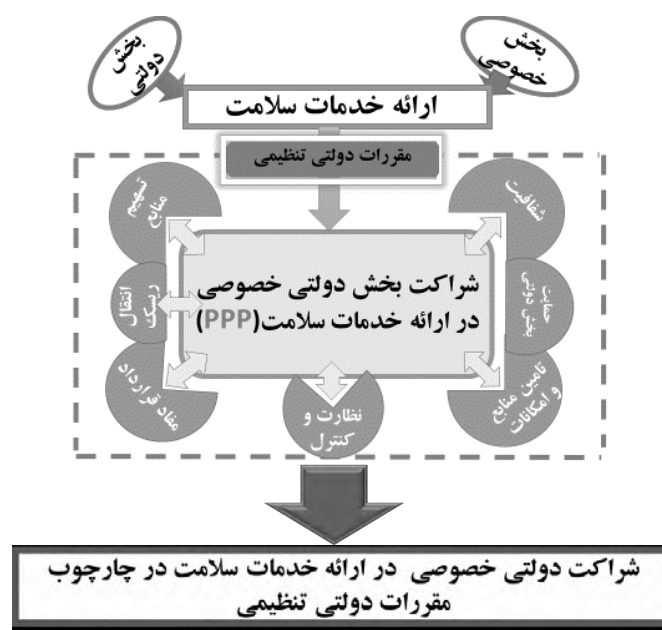 بخش
دولتی
بخش
خصوصی
ارائه خدمات سلامت
مقررات دولتی تنظیمی
تسهیم
منابع
شفافیت
شراکت بخش دولتی خصوصی
در ارائه خدمات سلامت(PPP)
انتقال
ریسک
حمایت
بخش دولتی
مفاد قرارداد
تامین منابع
و امکانات
نظارت و
کنترل
شراکت دولتی خصوصی در ارائه خدمات سلامت در چارچوب
مقررات دولتی تنظیمی